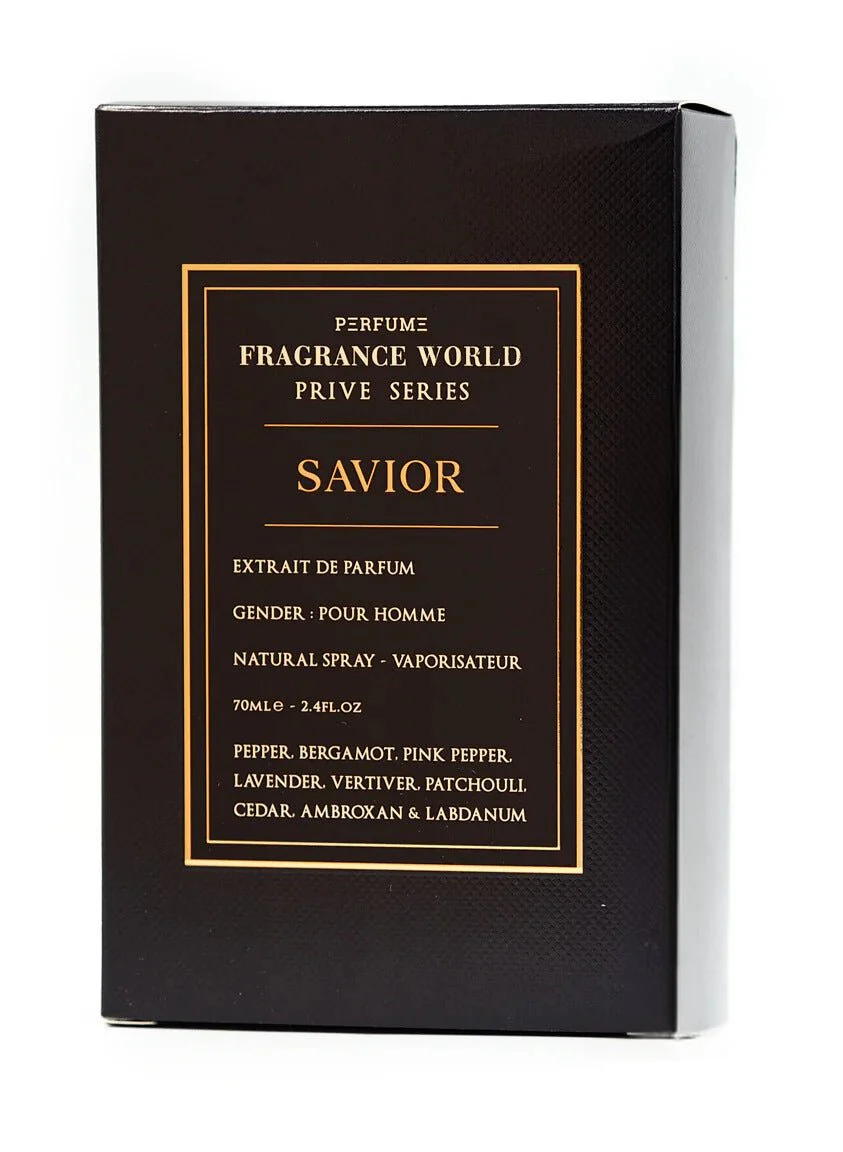 PERFUME
FRAGRANCE WORLD
PRIVE SERIES
SAVIOR
EXTRAIT DE PARFUM
GENDER : POUR HOMME
NATURAL SPRAY - VAPORISATEUR
70ML℮ - 2.4FL.OZ
PEPPER, BERGAMOT, PINK PEPPER,
LAVENDER, VERTIVER, PATCHOULI,
CEDAR, AMBROXAN & LABDANUM